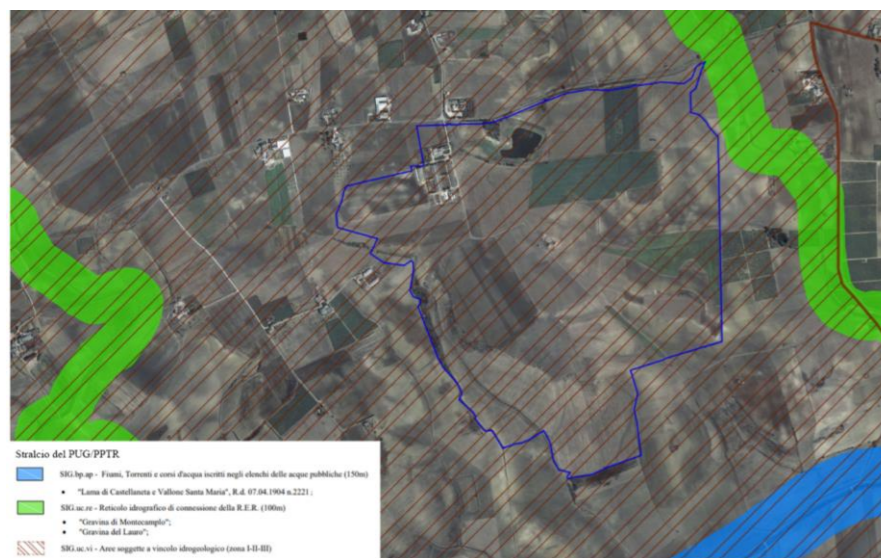 Stralcio del PUG/PPTR
SIG.bp.ap - Fiumi, Torrenti e corsi d'acqua iscritti negli elenchi delle acque pubbliche (150m)
• "Lama di Castellaneta e Vallone Santa Maria", R.d. 07.04.1904 n.2221 ;
SIG.uc.re - Reticolo idrografico di connessione della R.E.R. (100m)
• "Gravina di Montecamplo";
• "Gravina del Lauro";
SIG.uc.vi - Aree soggette a vincolo idrogeologico (zona I-II-III)